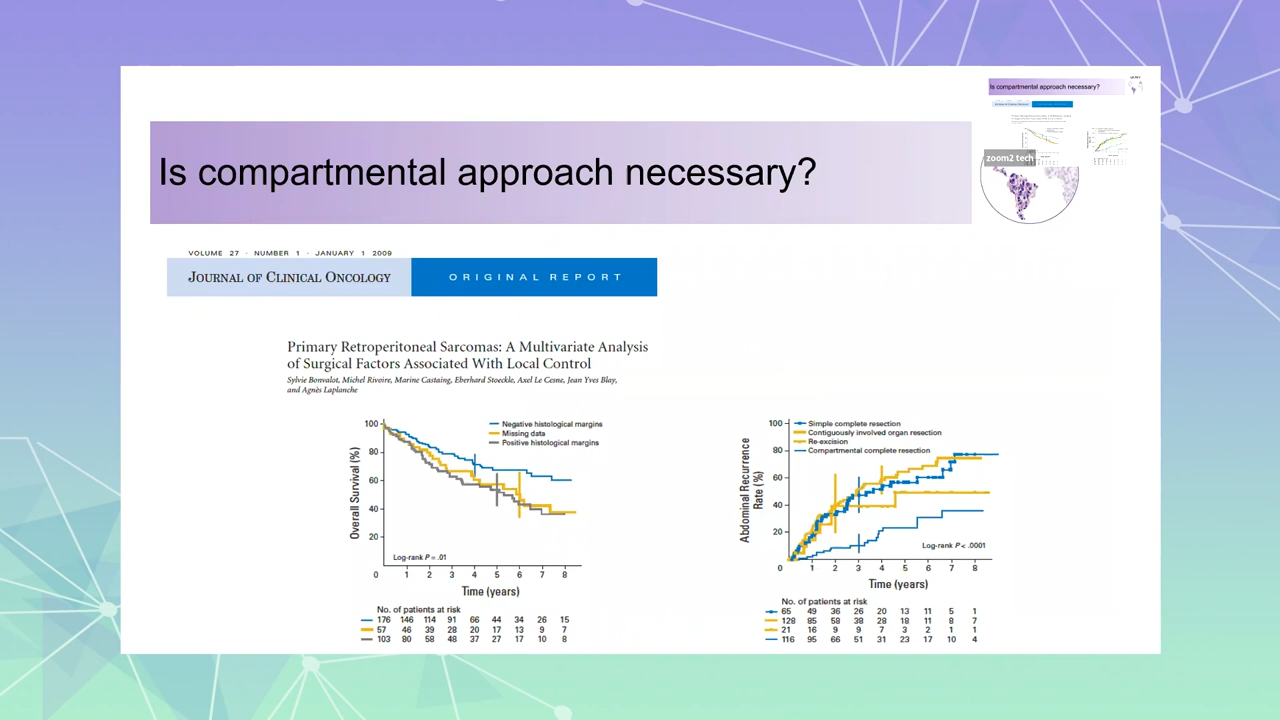 Is compartmental approach necessary?
Is compartmental approach necessary?
zoom2 tech
VOLUME 27 · NUMBER 1 · JANUARY 1 2009
JOURNAL OF CLINICAL ONCOLOGY
ORIGINAL REPORT
Primary Retroperitoneal Sarcomas: A Multivariate Analysis
of Surgical Factors Associated With Local Control
Sylvie Bonvalot, Michel Rivoire, Marine Castaing, Eberhard Stoeckle, Axel Le Cesne, Jean Yves Blay,
and Agnès Laplanche
Overall Survival (%)
100
80
60
40
20
0
Negative histological margins
Missing data
Positive histological margins
Log-rank P = .01
1 2 3 4 5 6 7 8
Time (years)
No. of patients at risk
176 146 114 91 66 44 34 26 15
57 46 39 28 20 17 13 9 7
103 80 58 48 37 27 17 10 8
Abdominal Recurrence
Rate (%)
100
80
60
40
20
0
Simple complete resection
Contiguously involved organ resection
Re-excision
Compartmental complete resection
Log-rank P < .0001
1 2 3 4 5 6 7 8
Time (years)
No. of patients at risk
65 49 36 26 20 13 11 5 1
128 85 58 38 28 18 11 8 7
21 16 9 9 7 3 2 1 1
116 95 66 51 31 23 17 10 4